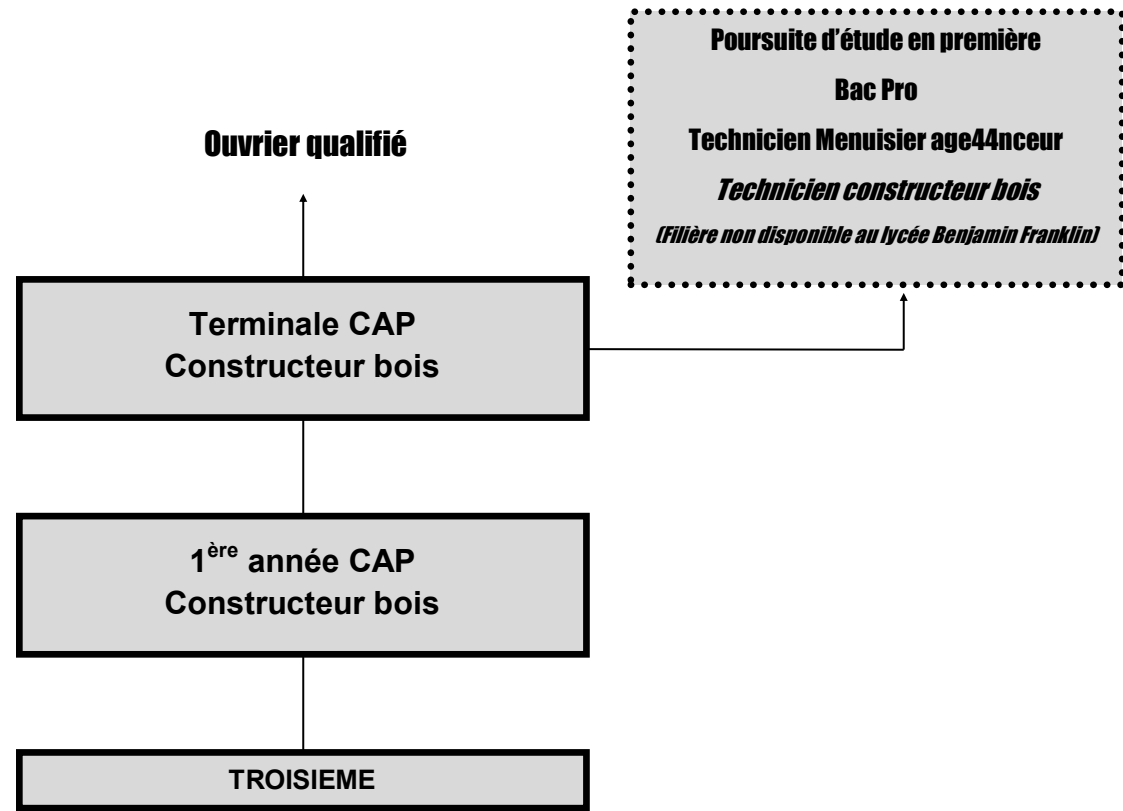 Poursuite d’étude en première
Bac Pro
Technicien Menuisier age44nceur
Technicien constructeur bois
(Filière non disponible au lycée Benjamin Franklin)
Ouvrier qualifié
Terminale CAP
Constructeur bois
1ère année CAP
Constructeur bois
TROISIEME